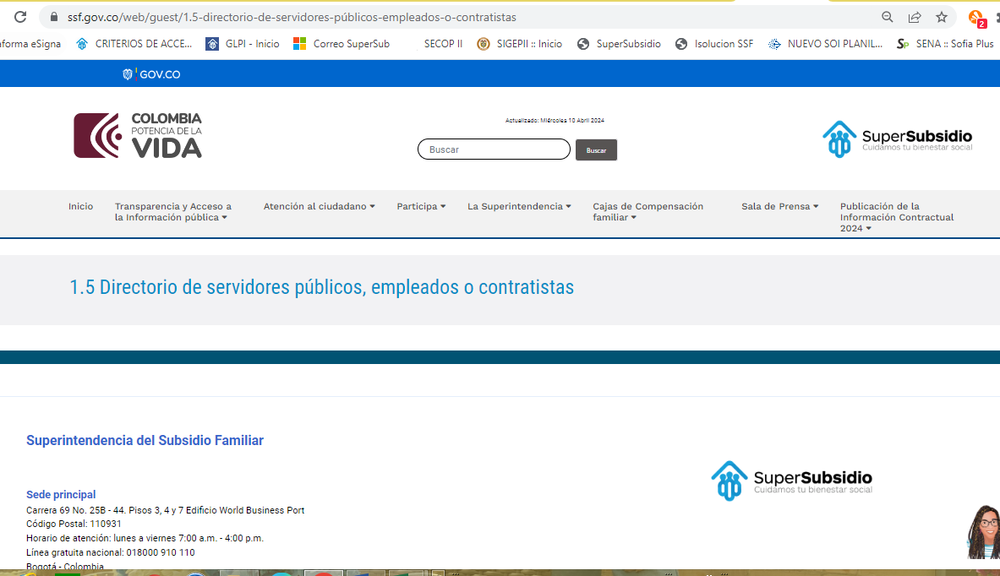 ssf.gov.co/web/guest/1.5-directorio-de-servidores-públicos-empleados-o-contratistas
2
aforma eSigna CRITERIOS DE ACCE... GLPI - Inicio Correo SuperSub SECOP II SIGEPII :: Inicio SuperSubsidio Isolucion SSF NUEVO SOI PLANIL... Sp SENA :: Sofia Plus
GOV.CO
COLOMBIA
POTENCIA DE LA
VIDA
Actualizado: Miércoles 10 Abril 2024
Buscar Buscar
SuperSubsidio
Cuidamos tu bienestar social
Inicio
Transparencia y Acceso a
la Información pública
Atención al ciudadano
Participa
La Superintendencia
Cajas de Compensación
familiar
Sala de Prensa
Publicación de la
Información Contractual
2024
1.5 Directorio de servidores públicos, empleados o contratistas
Superintendencia del Subsidio Familiar
SuperSubsidio
Cuidamos tu bienestar social
Sede principal
Carrera 69 No. 25B - 44. Pisos 3, 4 y 7 Edificio World Business Port
Código Postal: 110931
Horario de atención: lunes a viernes 7:00 a.m. - 4:00 p.m.
Línea gratuita nacional: 018000 910 110
Bogotá - Colombia